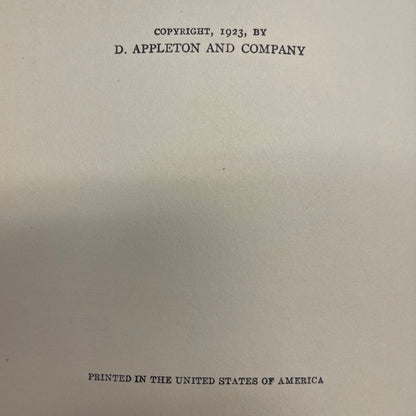 COPYRIGHT, 1923, BY
D. APPLETON AND COMPANY
PRINTED IN THE UNITED STATES OF AMERICA